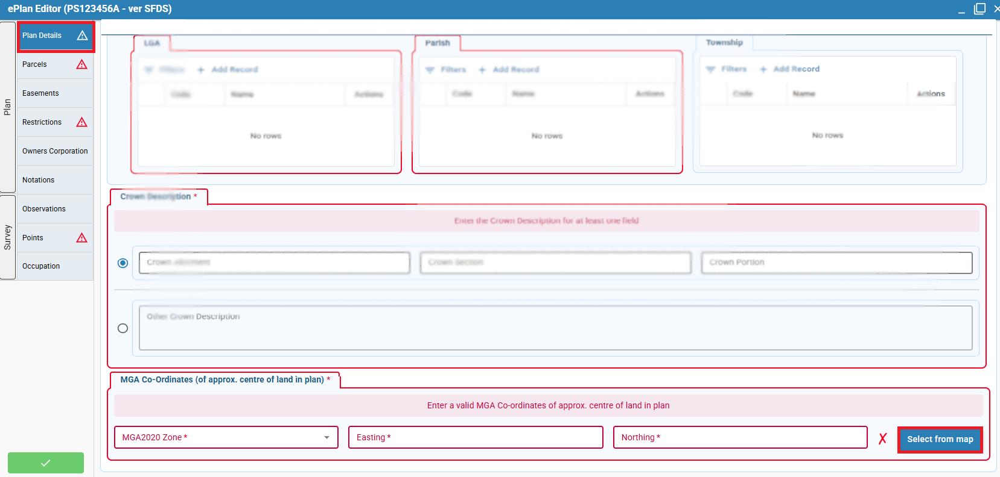 ePlan Editor (PS123456A - ver SFDS)
Plan
Survey
Plan Details
Parcels
Easements
Restrictions
Owners Corporation
Notations
Observations
Points
Occupation
LGA
Parish
Township
Filters + Add Record
Filters + Add Record
Filters + Add Record
Code Name Actions
Code Name Actions
Code Name Actions
No rows
No rows
No rows
Crown Description *
Enter the Crown Description for at least one field
Crown Allotment
Crown Section
Crown Portion
Other Crown Description
MGA Co-Ordinates (of approx. centre of land in plan) *
Enter a valid MGA Co-ordinates of approx. centre of land in plan
MGA2020 Zone *
Easting *
Northing *
X
Select from map